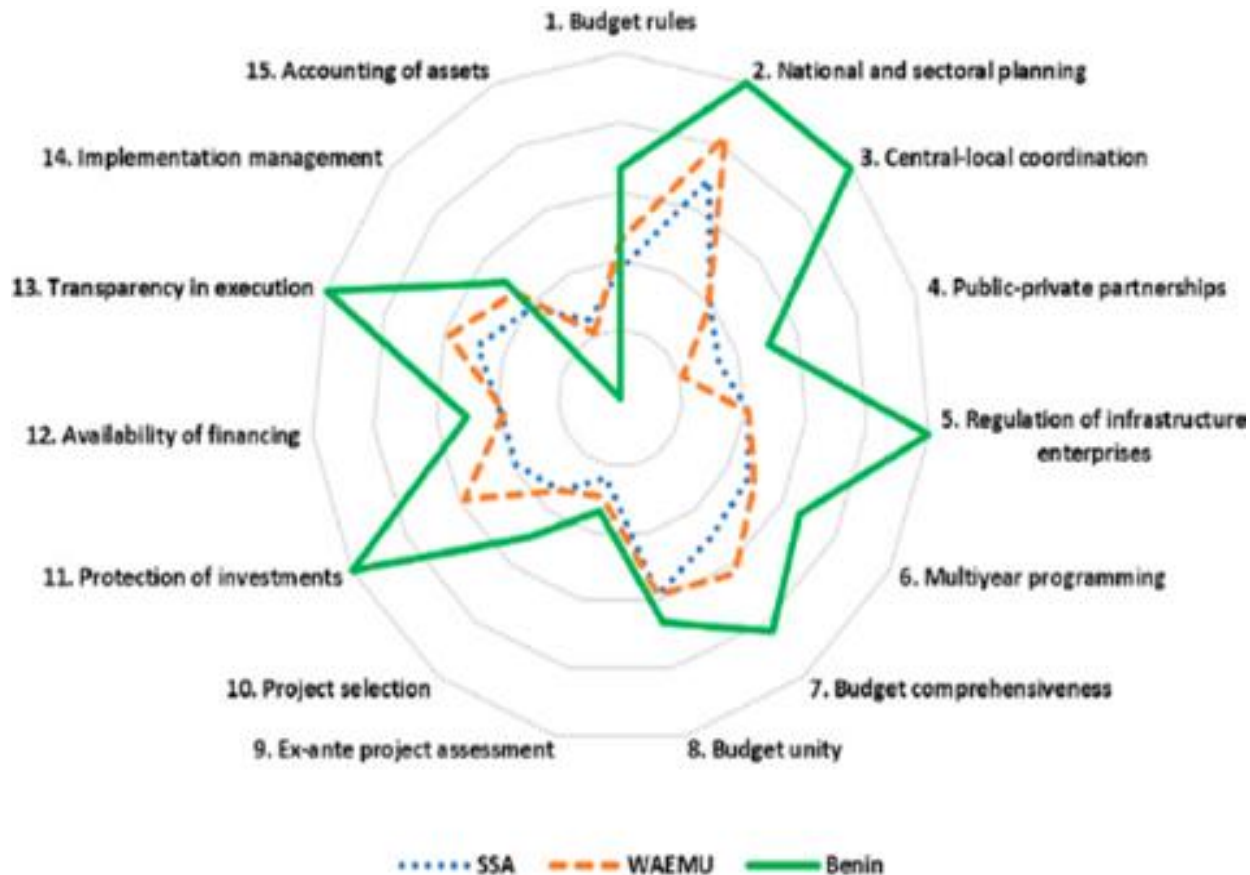 1. Budget rules
2. National and sectoral planning
3. Central-local coordination
4. Public-private partnerships
5. Regulation of infrastructure
enterprises
6. Multiyear programming
7. Budget comprehensiveness
8. Budget unity
9. Ex-ante project assessment
10. Project selection
11. Protection of investments
12. Availability of financing
13. Transparency in execution
14. Implementation management
15. Accounting of assets
SSA WAEMU Benin